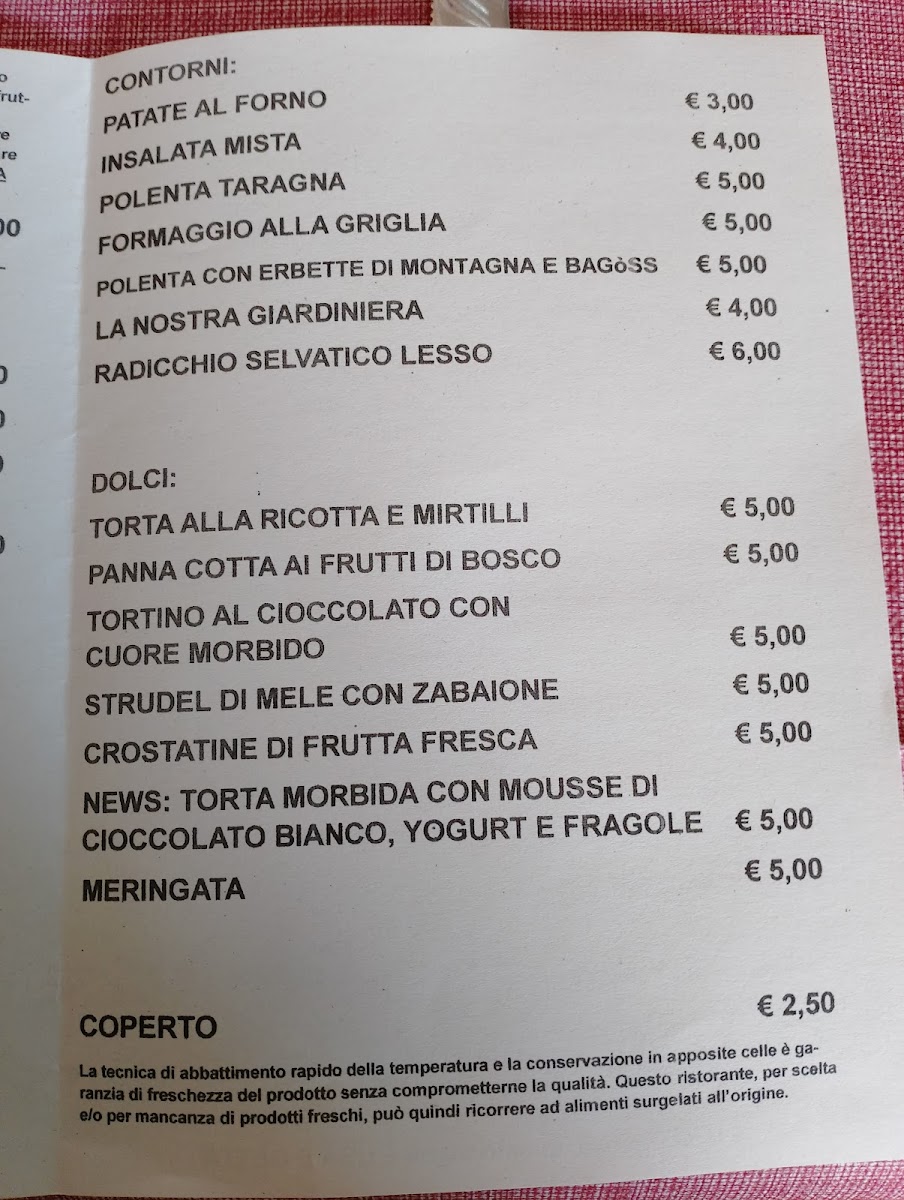 CONTORNI:
PATATE AL FORNO € 3,00
INSALATA MISTA € 4,00
POLENTA TARAGNA € 5,00
FORMAGGIO ALLA GRIGLIA € 5,00
POLENTA CON ERBETTE DI MONTAGNA E BAGòSS € 5,00
LA NOSTRA GIARDINIERA € 4,00
RADICCHIO SELVATICO LESSO € 6,00
DOLCI:
TORTA ALLA RICOTTA E MIRTILLI € 5,00
PANNA COTTA AI FRUTTI DI BOSCO € 5,00
TORTINO AL CIOCCOLATO CON
CUORE MORBIDO € 5,00
STRUDEL DI MELE CON ZABAIONE € 5,00
CROSTATINE DI FRUTTA FRESCA € 5,00
NEWS: TORTA MORBIDA CON MOUSSE DI
CIOCCOLATO BIANCO, YOGURT E FRAGOLE € 5,00
MERINGATA € 5,00
COPERTO € 2,50
La tecnica di abbattimento rapido della temperatura e la conservazione in apposite celle è ga-
ranzia di freschezza del prodotto senza comprometterne la qualità. Questo ristorante, per scelta
e/o per mancanza di prodotti freschi, può quindi ricorrere ad alimenti surgelati all'origine.